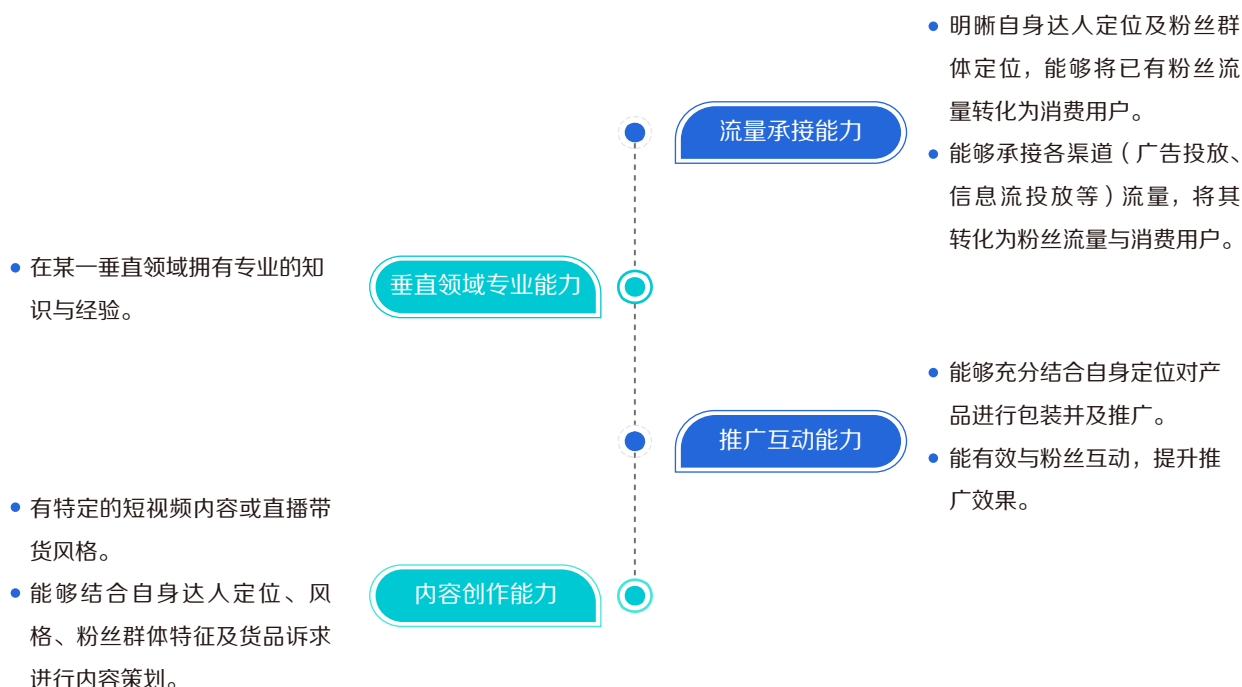 流量承接能力
明晰自身达人定位及粉丝群
体定位，能够将已有粉丝流
量转化为消费用户。
能够承接各渠道（广告投放、
信息流投放等）流量，将其
转化为粉丝流量与消费用户。
垂直领域专业能力
在某一垂直领域拥有专业的知
识与经验。
推广互动能力
能够充分结合自身定位对产
品进行包装并及推广。
能有效与粉丝互动，提升推
广效果。
内容创作能力
有特定的短视频内容或直播带
货风格。
能够结合自身达人定位、风
格、粉丝群体特征及货品诉求
进行内容策划。